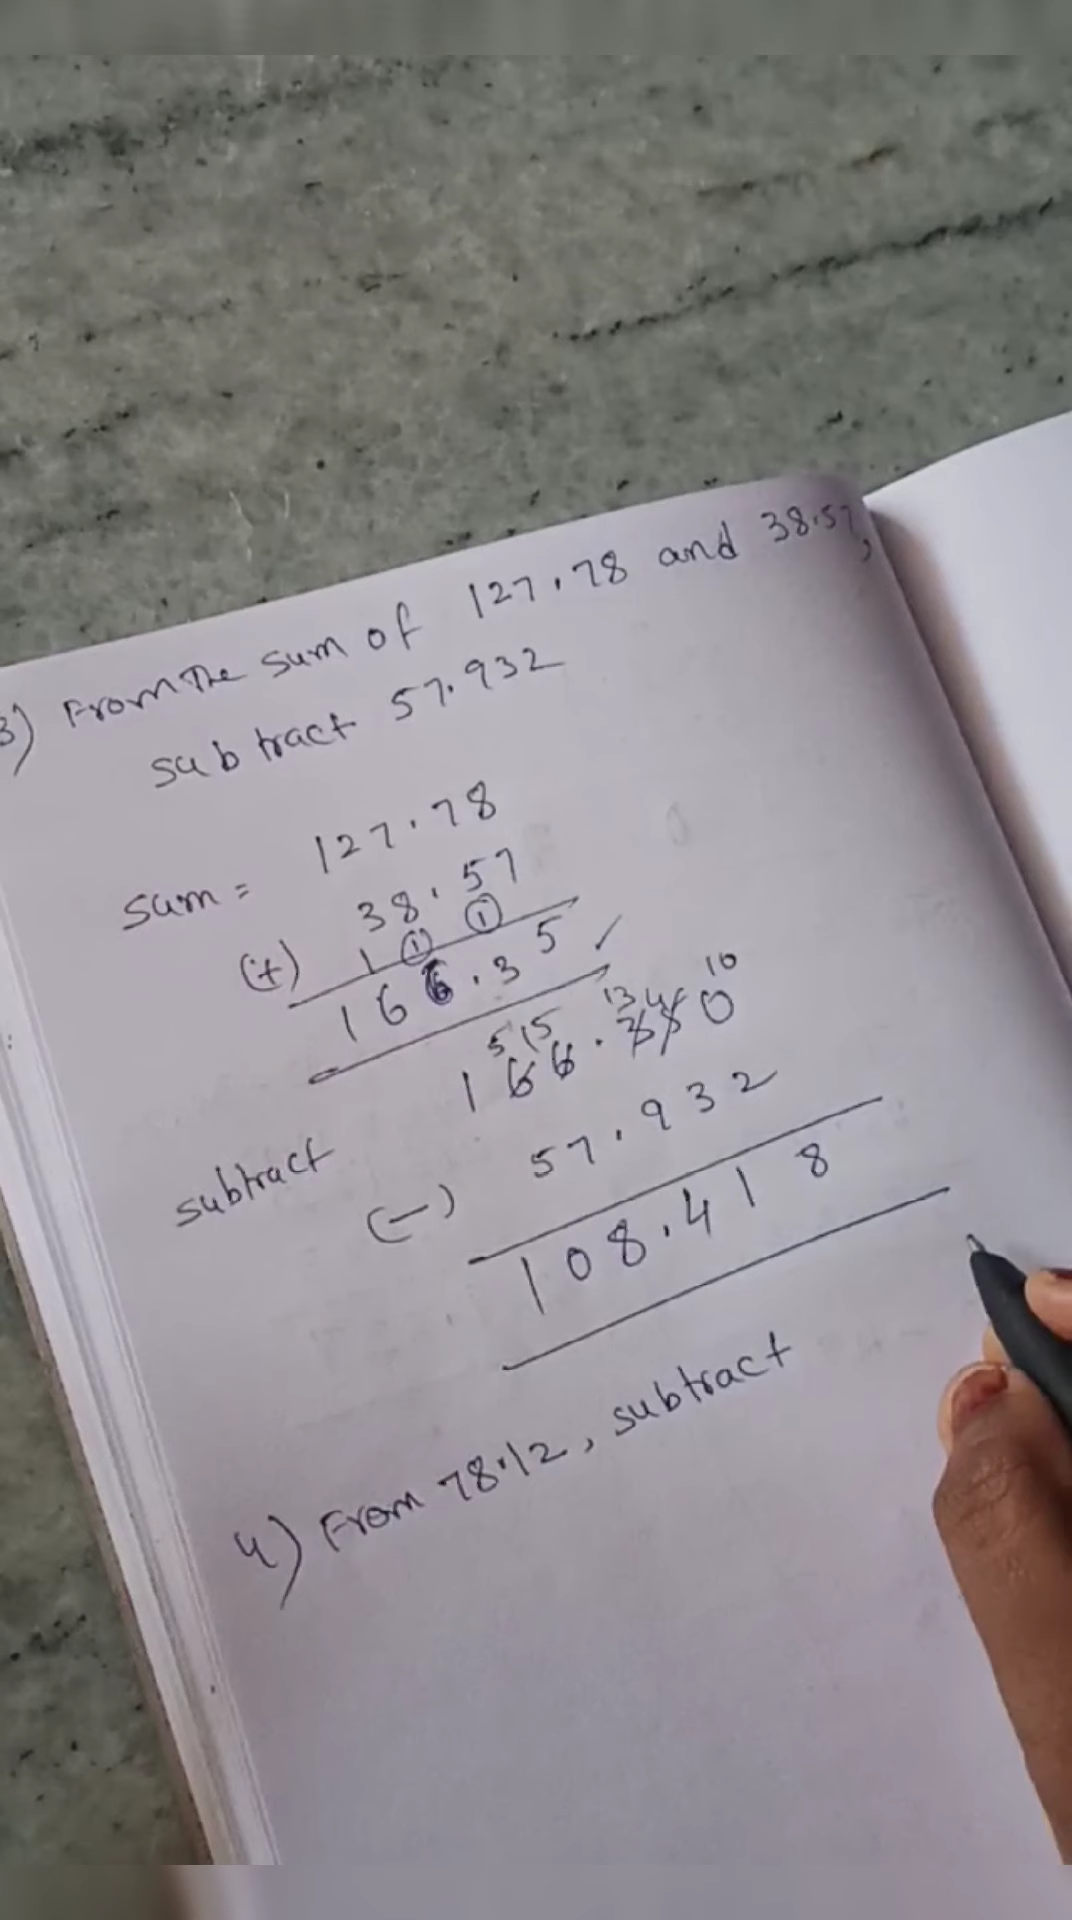 3) From The sum of 127.78 and 38.57,
subtract 57.932
127.78
sum =
38.57
(+) 1 1 1
166.35 ✓
5 15 13 4 10
166.350
subtract
57.932
(-)
108.418
4) From 78.12, subtract